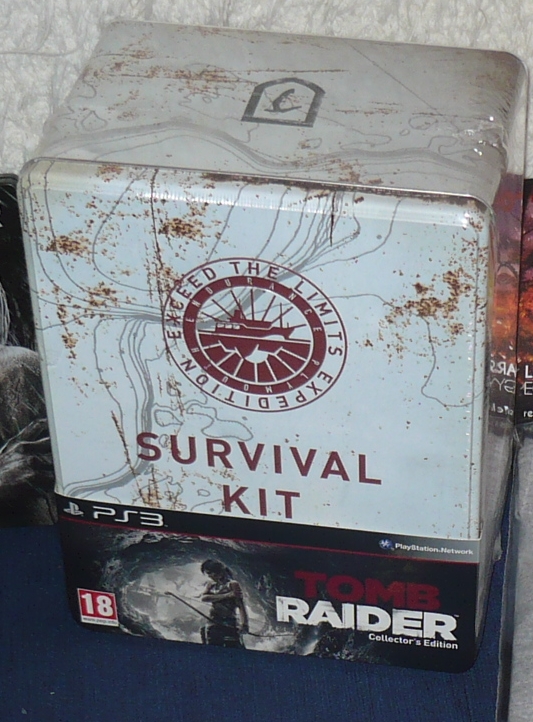 EXCEED THE LIMITS EXPEDITION
ENDURANCE
SURVIVAL
KIT
PS3
PlayStation Network
18
TOMB
RAIDER
Collector's Edition